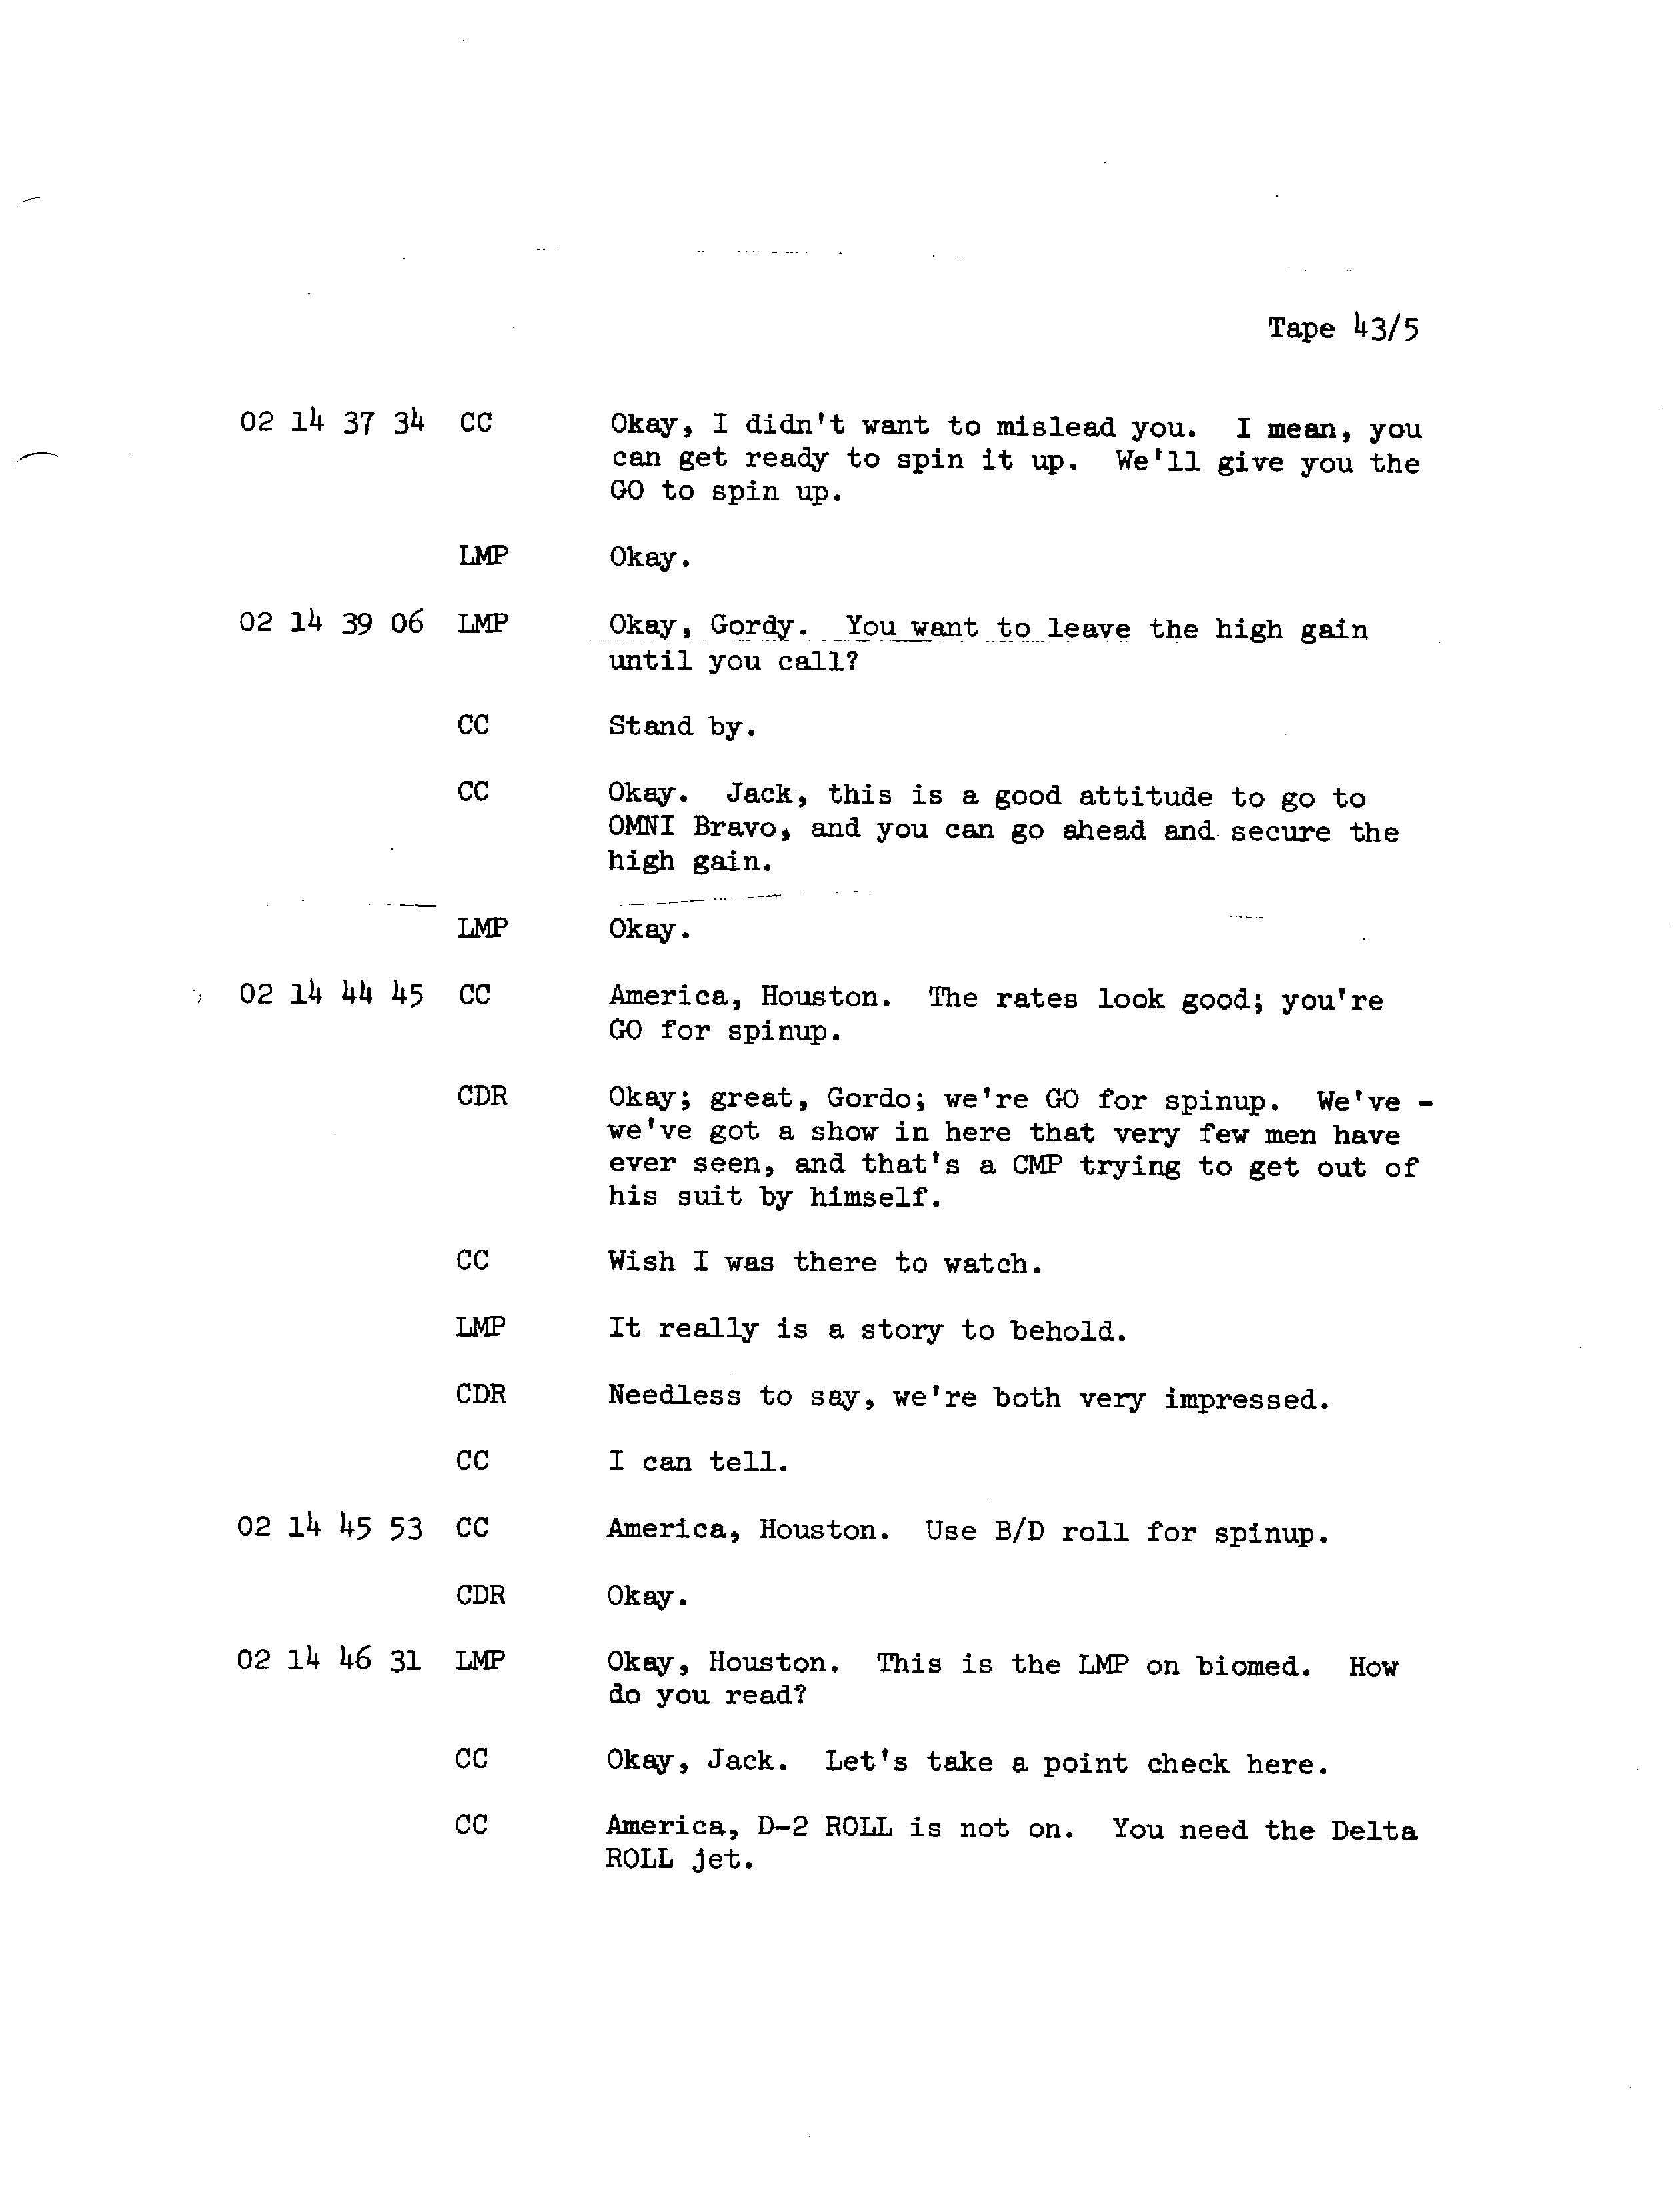 Tape 43/5
02 14 37 34 CC Okay, I didn't want to mislead you. I mean, you
can get ready to spin it up. We'll give you the
GO to spin up.
LMP Okay.
02 14 39 06 LMP Okay, Gordy. You want to leave the high gain
until you call?
CC Stand by.
CC Okay. Jack, this is a good attitude to go to
OMNI Bravo, and you can go ahead and secure the
high gain.
LMP Okay.
02 14 44 45 CC America, Houston. The rates look good; you're
GO for spinup.
CDR Okay; great, Gordo; we're GO for spinup. We've -
we've got a show in here that very few men have
ever seen, and that's a CMP trying to get out of
his suit by himself.
CC Wish I was there to watch.
LMP It really is a story to behold.
CDR Needless to say, we're both very impressed.
CC I can tell.
02 14 45 53 CC America, Houston. Use B/D roll for spinup.
CDR Okay.
02 14 46 31 LMP Okay, Houston. This is the LMP on biomed. How
do you read?
CC Okay, Jack. Let's take a point check here.
CC America, D-2 ROLL is not on. You need the Delta
ROLL jet.